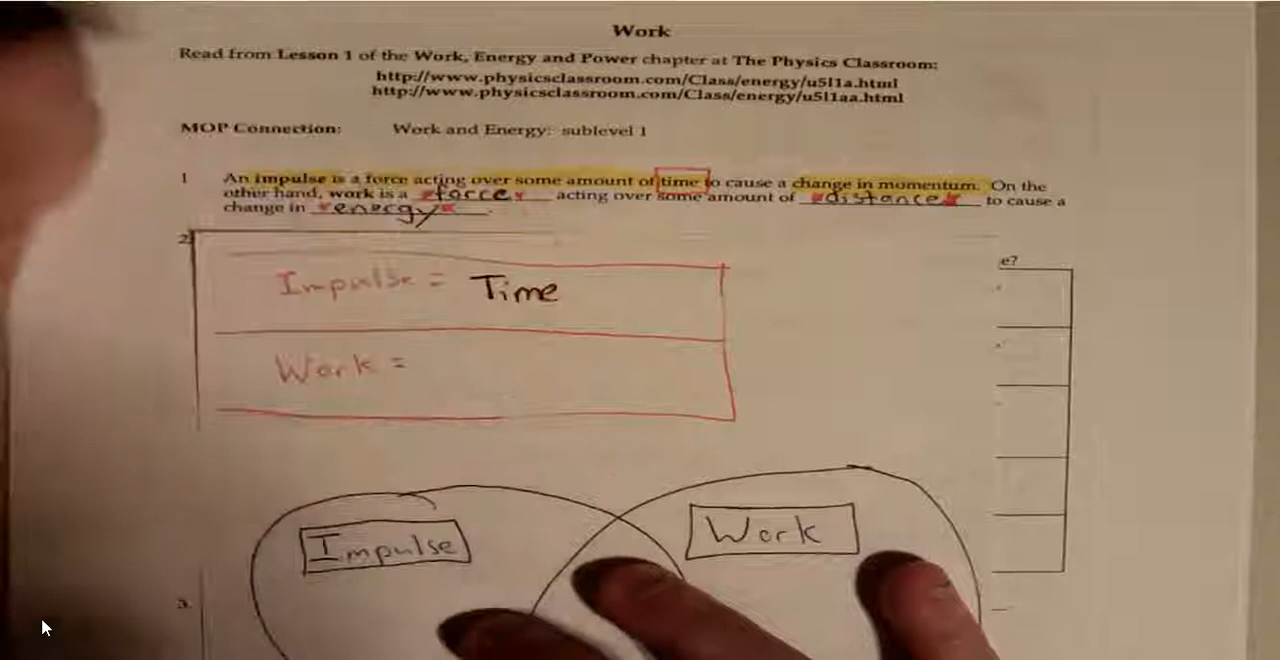 Work
Read from Lesson 1 of the Work, Energy and Power chapter at The Physics Classroom:
http://www.physicsclassroom.com/Class/energy/u5l1a.html
http://www.physicsclassroom.com/Class/energy/u5l1aa.html
MOP Connection: Work and Energy: sublevel 1
1 An impulse is a force acting over some amount of time to cause a change in momentum. On the
other hand, work is a force acting over some amount of distance to cause a
change in energy.
2.
e?
Impulse = Time
Work =
Impulse
Work
3.